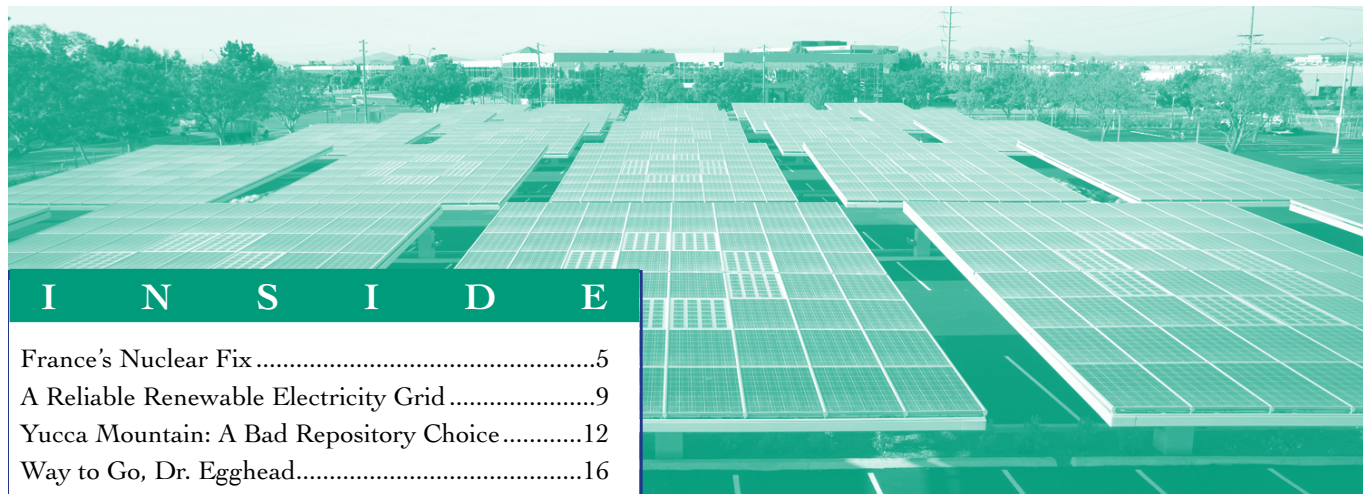 INSIDE
France's Nuclear Fix..................................................5
A Reliable Renewable Electricity Grid....................9
Yucca Mountain: A Bad Repository Choice............12
Way to Go, Dr. Egghead..............................................16